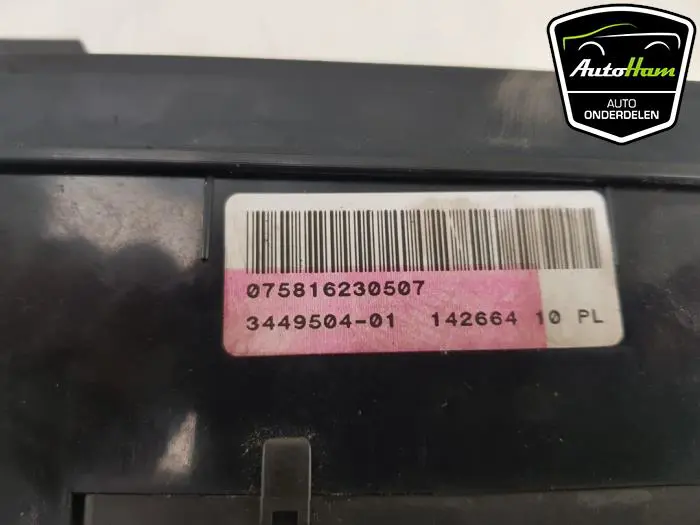 AutoHam
AUTO
ONDERDELEN
075816230507
3449504-01 142664 10 PL